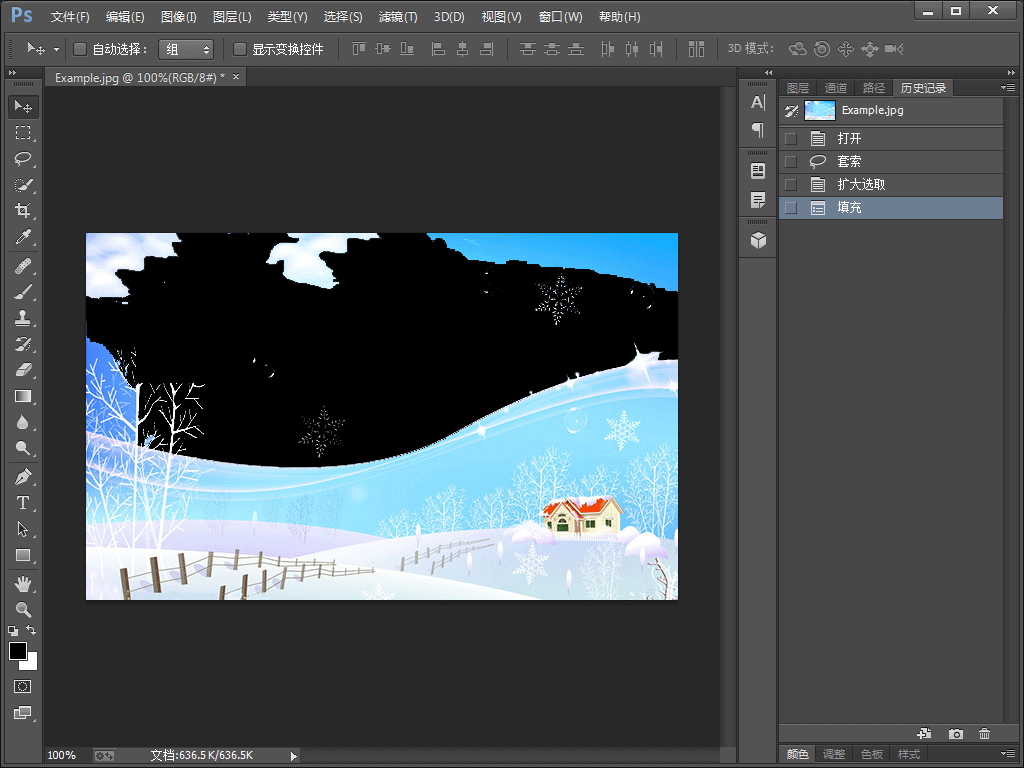 Ps 文件(F) 编辑(E) 图像(I) 图层(L) 类型(Y) 选择(S) 滤镜(T) 3D(D) 视图(V) 窗口(W) 帮助(H)
自动选择： 组 显示变换控件 3D 模式：
Example.jpg @ 100%(RGB/8#) * ×
图层 通道 路径 历史记录
Example.jpg
打开
套索
扩大选取
填充
100% 文档:636.5 K/636.5K
颜色 调整 色板 样式